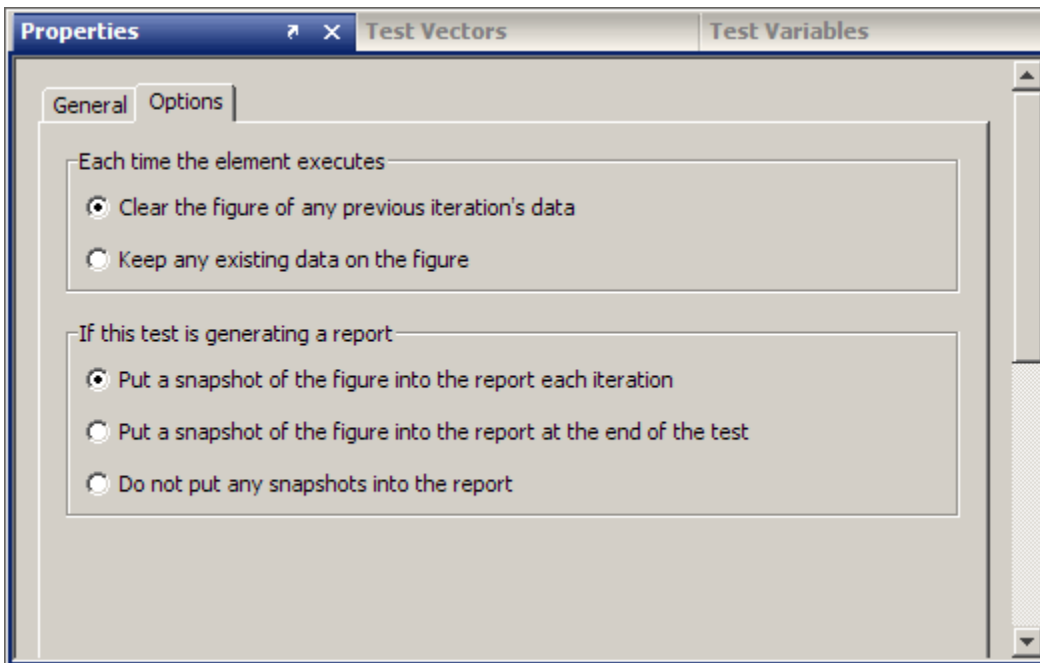 Properties Test Vectors Test Variables
General Options
Each time the element executes
Clear the figure of any previous iteration's data
Keep any existing data on the figure
If this test is generating a report
Put a snapshot of the figure into the report each iteration
Put a snapshot of the figure into the report at the end of the test
Do not put any snapshots into the report